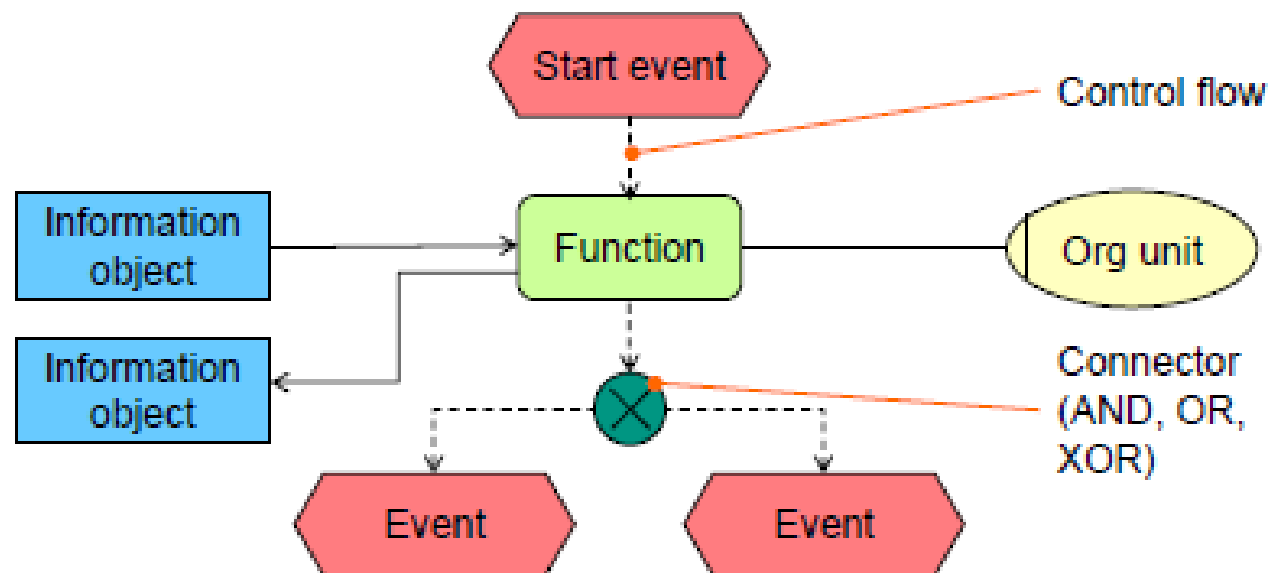 Start event
Control flow
Information
object
Function
Org unit
Information
object
Connector
(AND, OR,
XOR)
Event
Event